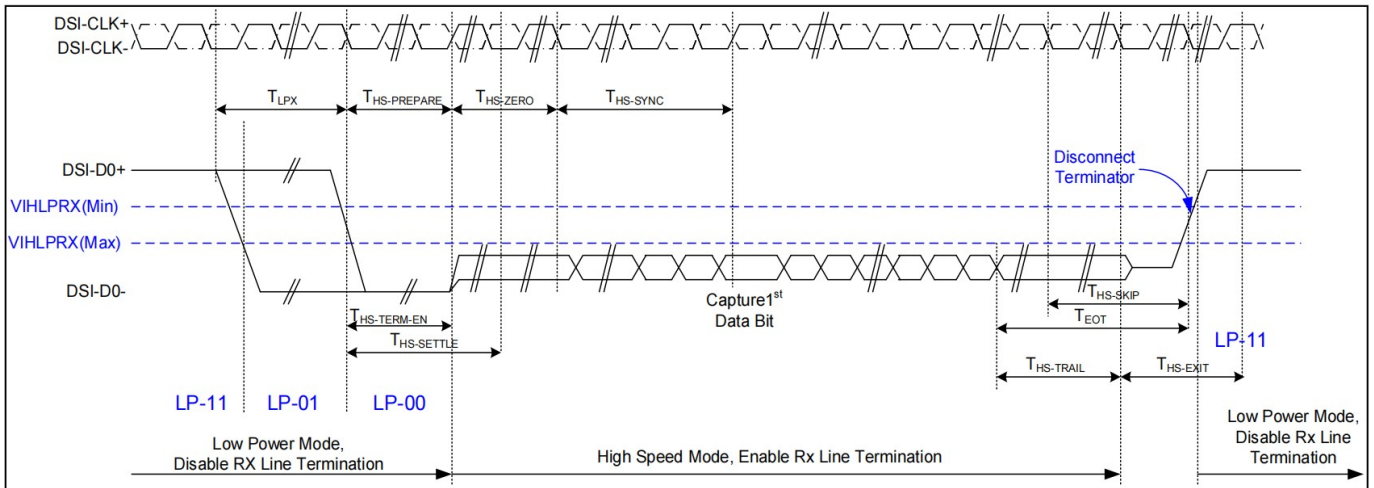 DSI-CLK+
DSI-CLK-
TLPX
THS-PREPARE
THS-ZERO
THS-SYNC
DSI-D0+
Disconnect
Terminator
VIHLPRX(Min)
VIHLPRX(Max)
DSI-D0-
Capture1st
Data Bit
THS-SKIP
THS-TERM-EN
TEOT
THS-SETTLE
LP-11
THS-TRAIL
THS-EXIT
LP-11
LP-01
LP-00
Low Power Mode,
Disable RX Line Termination
High Speed Mode, Enable Rx Line Termination
Low Power Mode,
Disable Rx Line
Termination